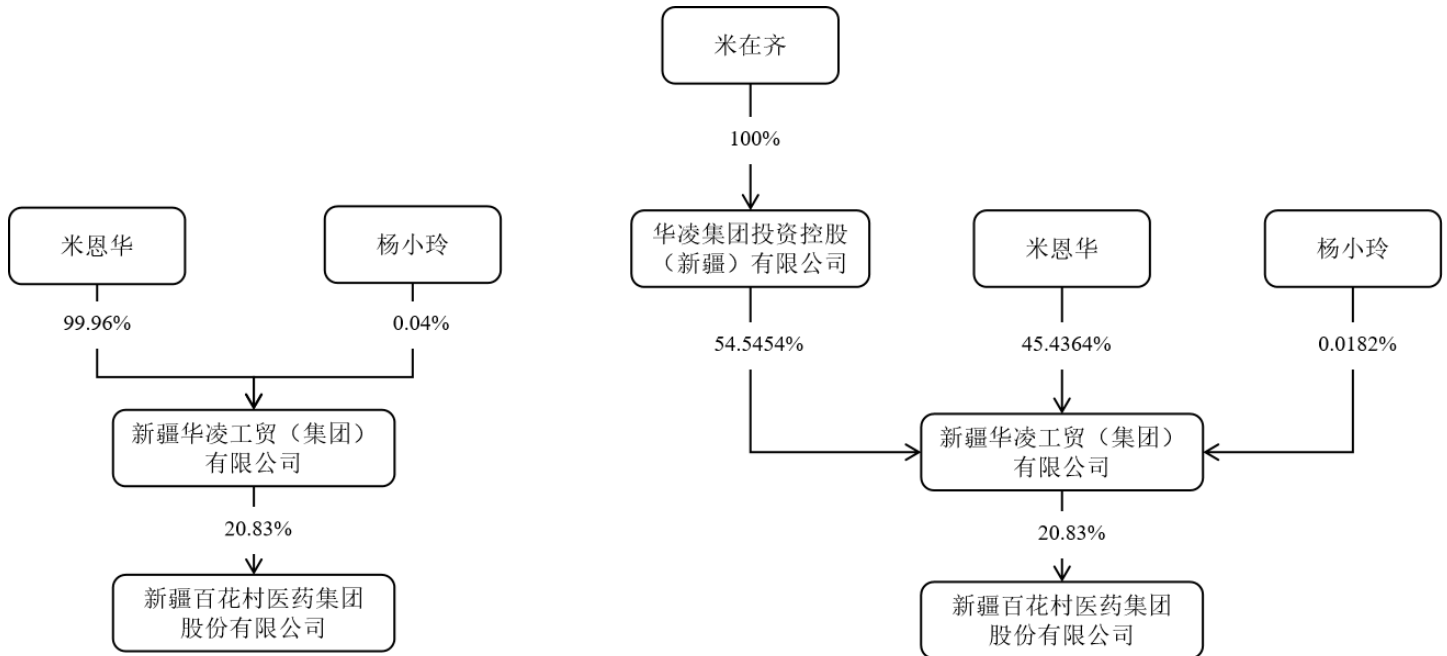 米恩华
杨小玲
99.96%
0.04%
新疆华凌工贸（集团）
有限公司
20.83%
新疆百花村医药集团
股份有限公司
米在齐
100%
华凌集团投资控股
（新疆）有限公司
米恩华
杨小玲
54.5454%
45.4364%
0.0182%
新疆华凌工贸（集团）
有限公司
20.83%
新疆百花村医药集团
股份有限公司